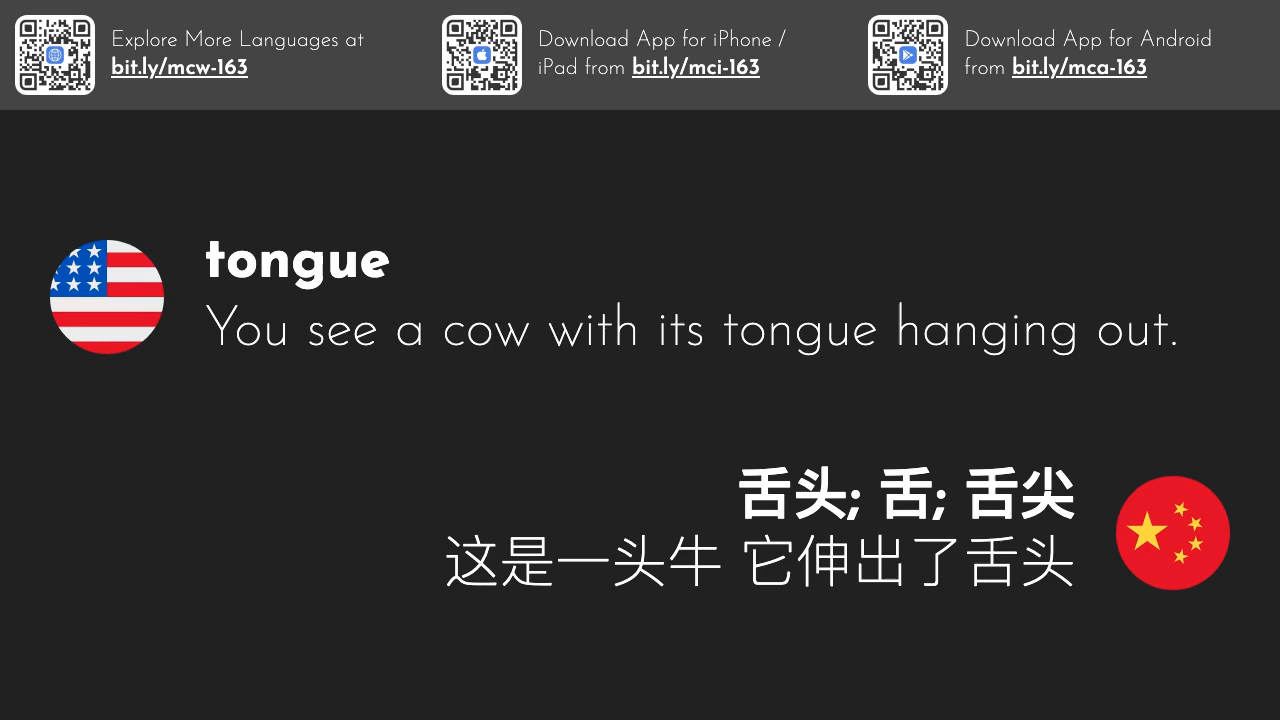 Explore More Languages at
bit.ly/mcw-163
Download App for iPhone /
iPad from bit.ly/mci-163
Download App for Android
from bit.ly/mca-163
tongue
You see a cow with its tongue hanging out.
舌头; 舌; 舌尖
这是一头牛 它伸出了舌头